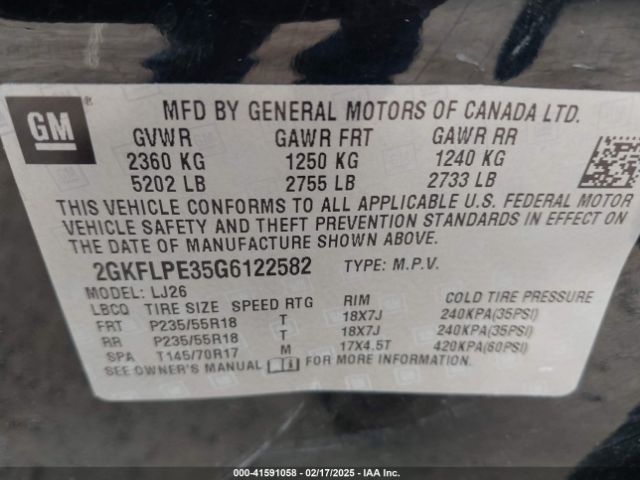 GM ®
MFD BY GENERAL MOTORS OF CANADA LTD.
GVWR GAWR FRT GAWR RR
2360 KG 1250 KG 1240 KG
5202 LB 2755 LB 2733 LB
THIS VEHICLE CONFORMS TO ALL APPLICABLE U.S. FEDERAL MOTOR
VEHICLE SAFETY AND THEFT PREVENTION STANDARDS IN EFFECT ON
THE DATE OF MANUFACTURE SHOWN ABOVE.
2GKFLPE35G6122582 TYPE: M.P.V.
MODEL: LJ26
LBCQ TIRE SIZE SPEED RTG RIM COLD TIRE PRESSURE
FRT P235/55R18 T 18X7J 240KPA(35PSI)
RR P235/55R18 T 18X7J 240KPA(35PSI)
SPA T145/70R17 M 17X4.5T 420KPA(60PSI)
SEE OWNER'S MANUAL FOR MORE INFORMATION.
000-41591058 - 02/17/2025 - IAA Inc.